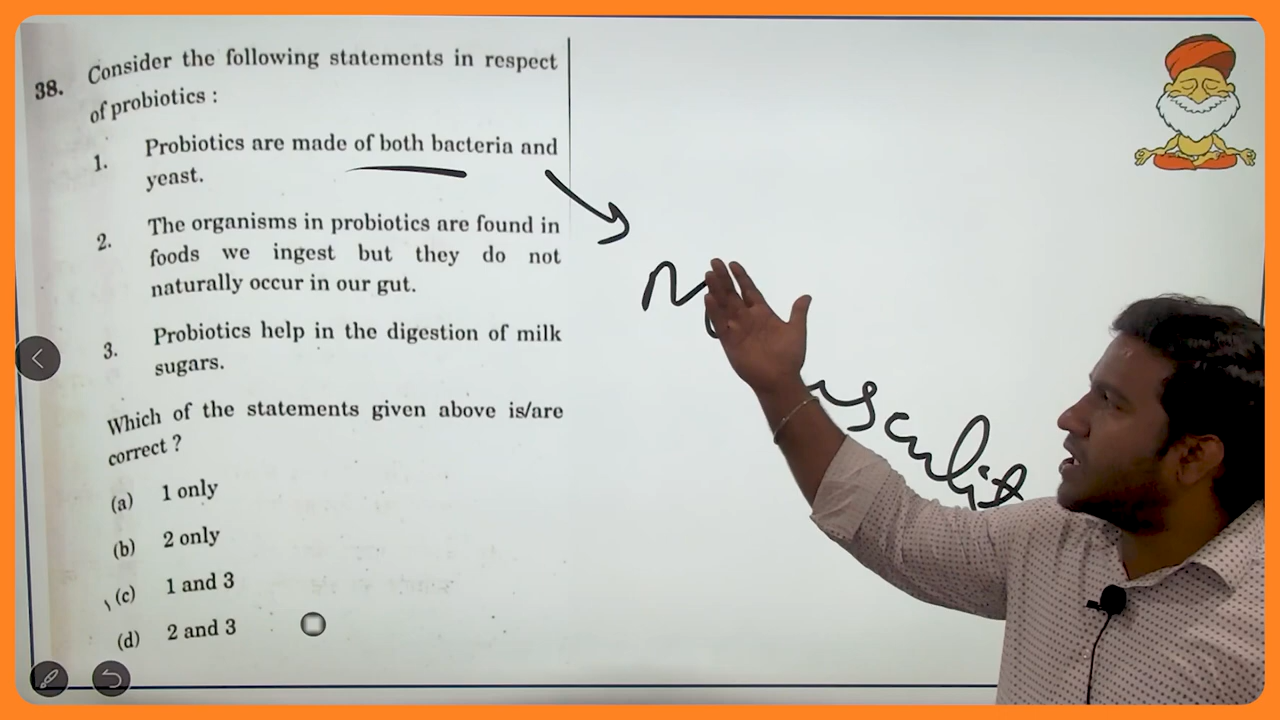 38. Consider the following statements in respect
of probiotics :
1. Probiotics are made of both bacteria and
yeast.
2. The organisms in probiotics are found in
foods we ingest but they do not
naturally occur in our gut.
3. Probiotics help in the digestion of milk
sugars.
Which of the statements given above is/are
correct ?
(a) 1 only
(b) 2 only
(c) 1 and 3
(d) 2 and 3